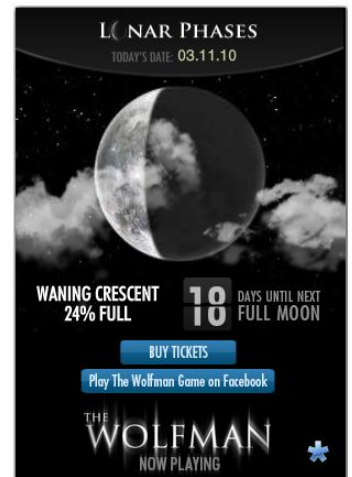 LUNAR PHASES
TODAY'S DATE: 03.11.10
WANING CRESCENT
24% FULL
18 DAYS UNTIL NEXT
FULL MOON
BUY TICKETS
Play The Wolfman Game on Facebook
THE
WOLFMAN
NOW PLAYING